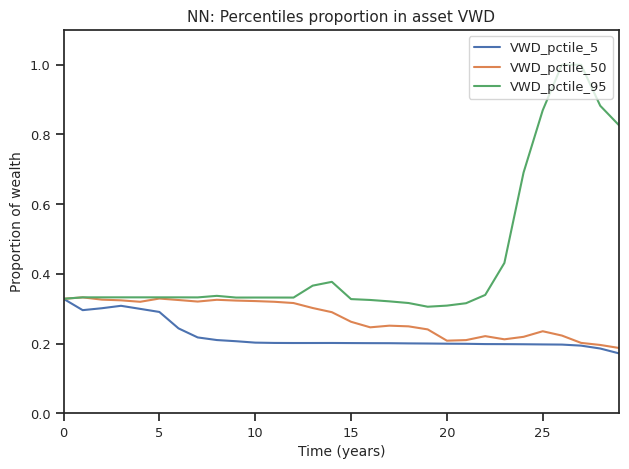 NN: Percentiles proportion in asset VWD
VWD_pctile_5
VWD_pctile_50
VWD_pctile_95
Proportion of wealth
1.0
0.8
0.6
0.4
0.2
0.0
0 5 10 15 20 25
Time (years)